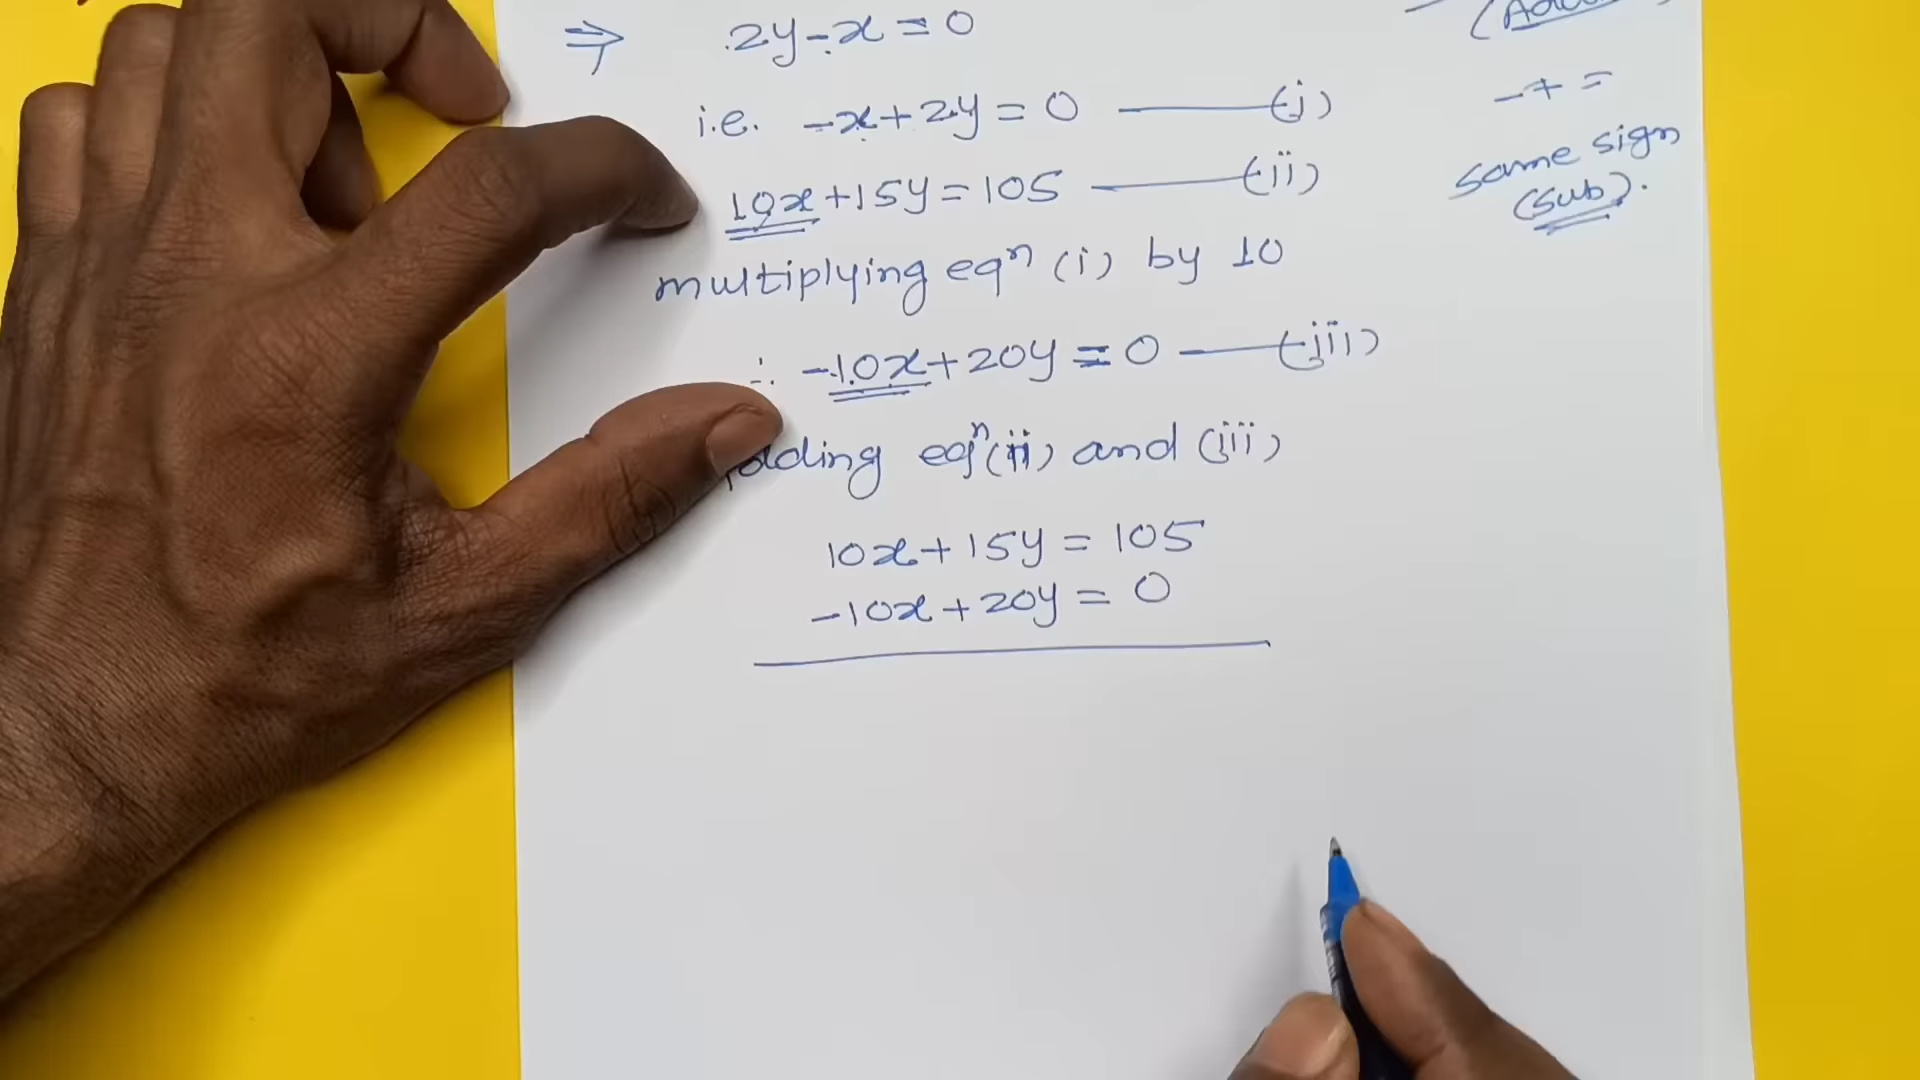 ⇒ 2y-x=0
i.e. -x+2y=0 —— (i)
10x+15y=105 —— (ii)
multiplying eqⁿ (i) by 10
∴ -10x+20y=0 —— (iii)
adding eqⁿ (ii) and (iii)
10x+15y=105
-10x+20y=0
- + =
same sign
(sub).